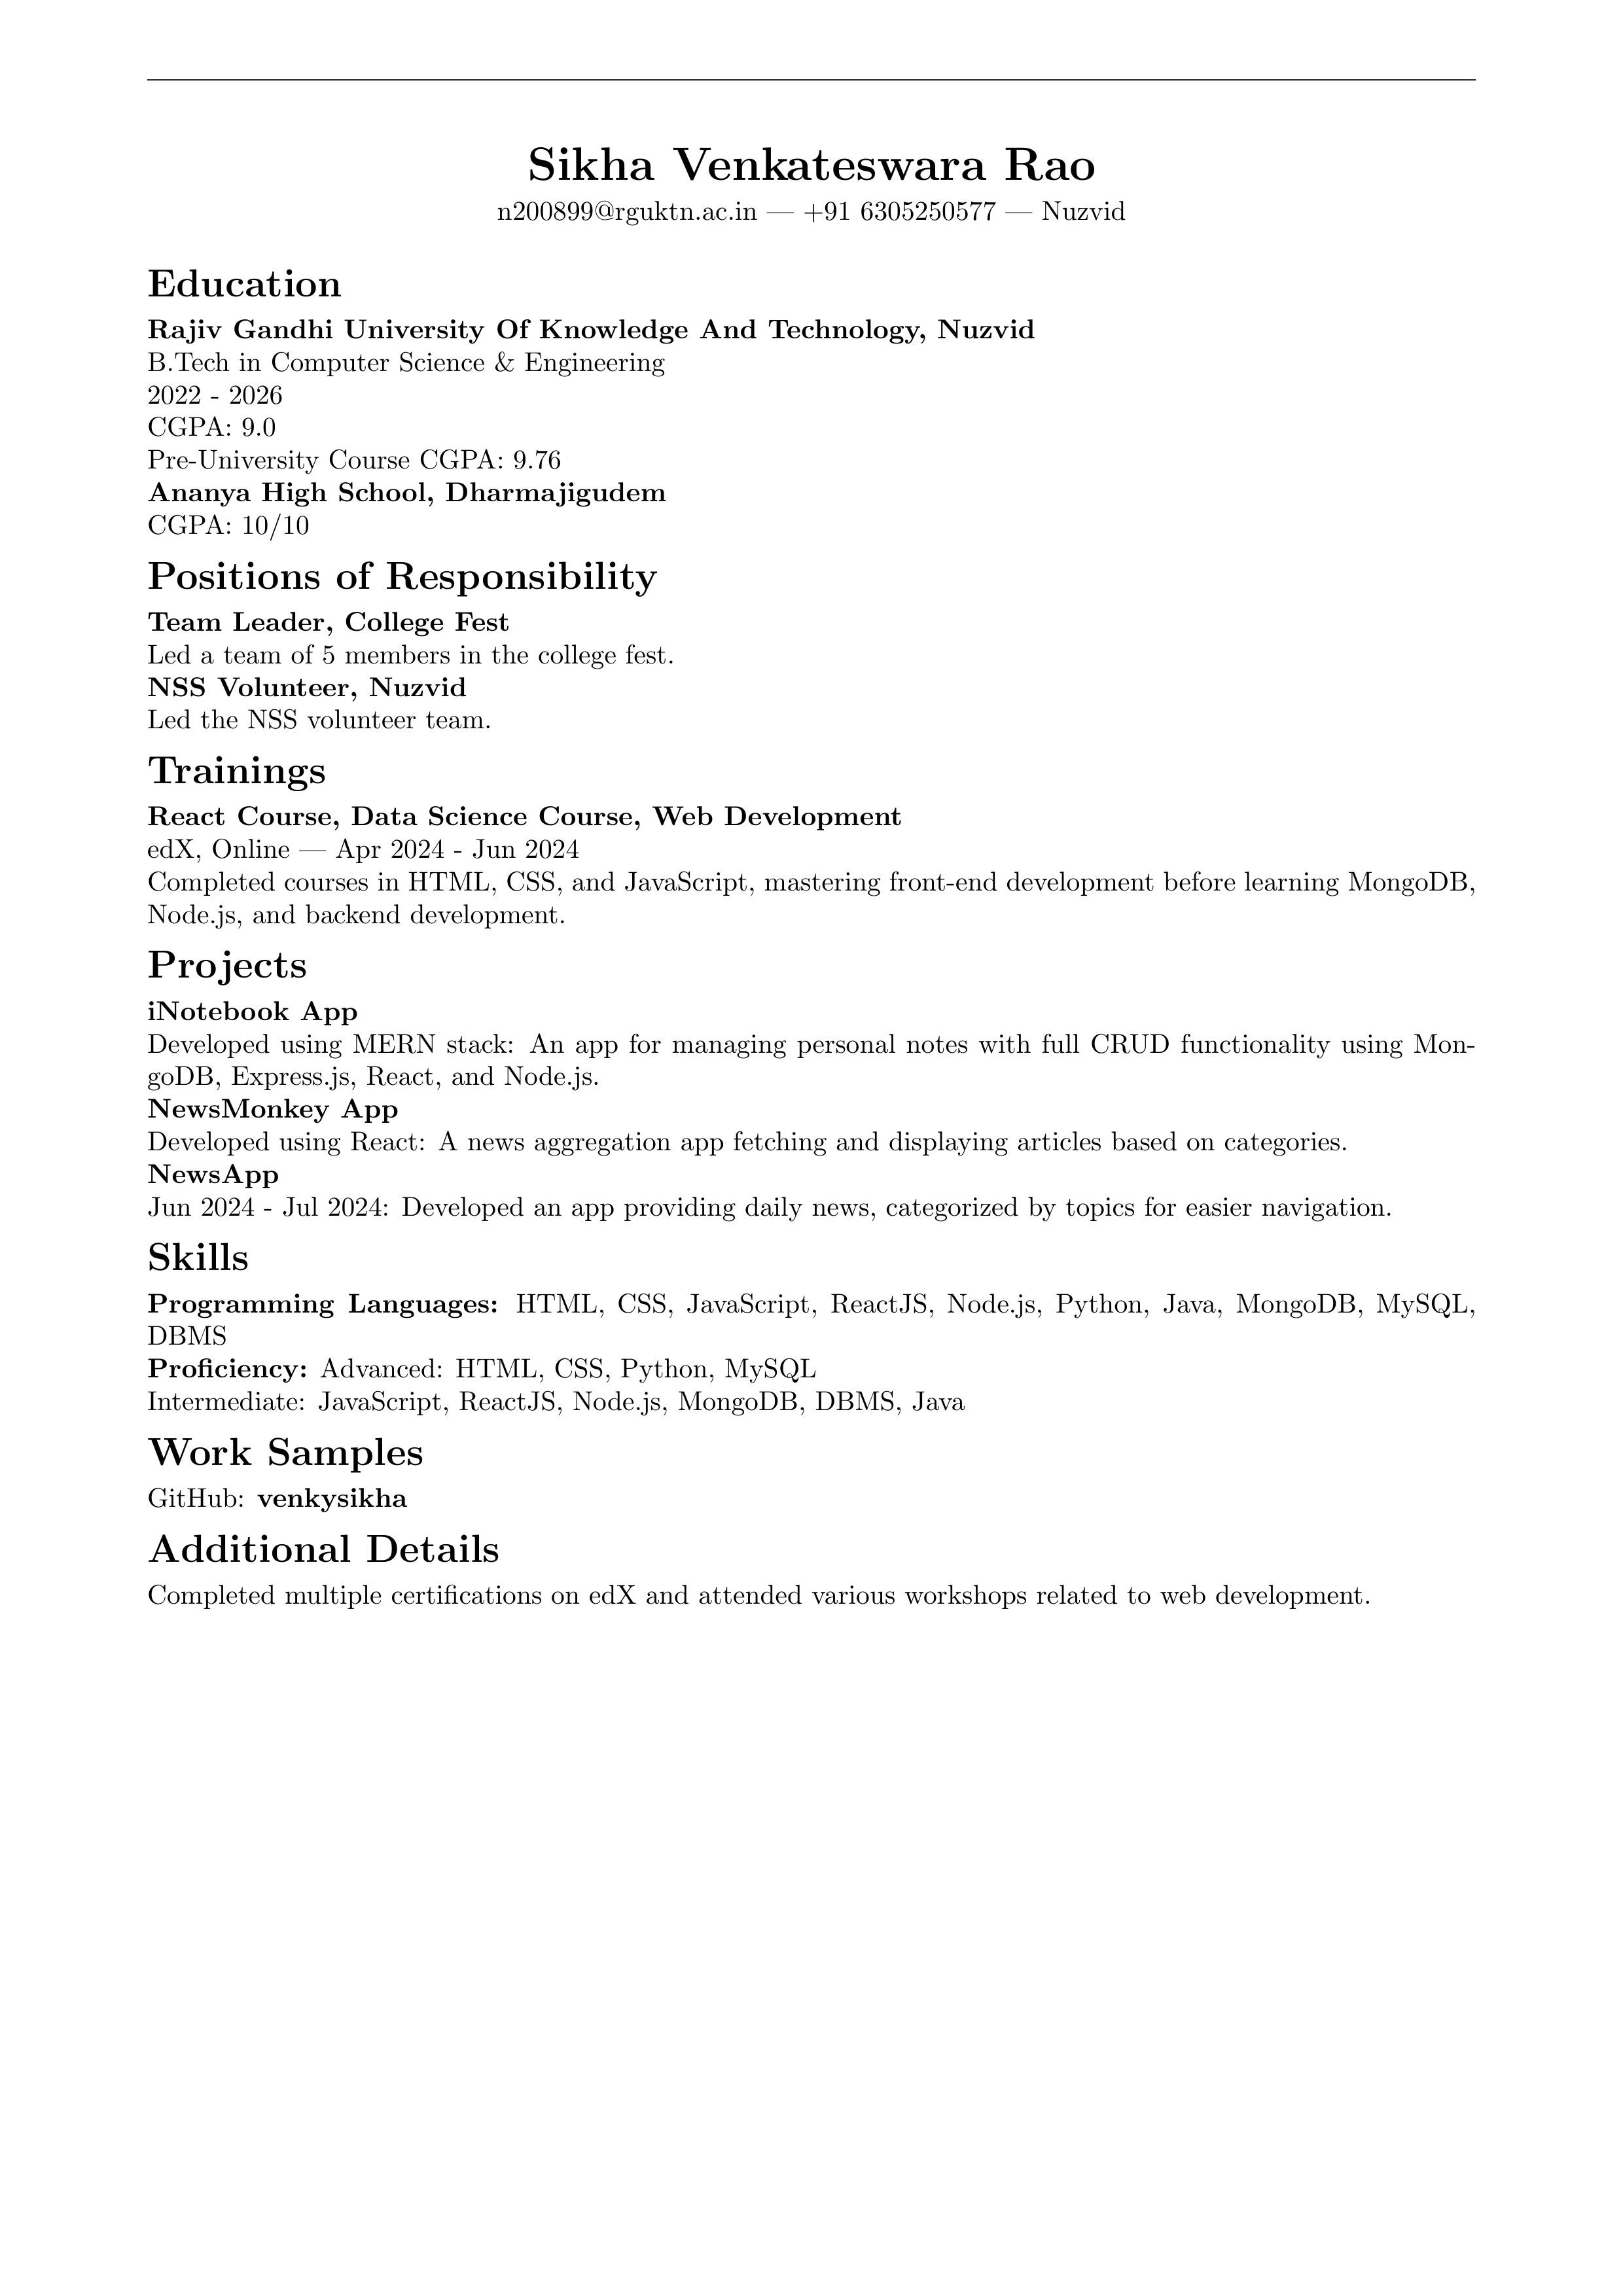 Sikha Venkateswara Rao
n200899@rguktn.ac.in — +91 6305250577 — Nuzvid
Education
Rajiv Gandhi University Of Knowledge And Technology, Nuzvid
B.Tech in Computer Science & Engineering
2022 - 2026
CGPA: 9.0
Pre-University Course CGPA: 9.76
Ananya High School, Dharmajigudem
CGPA: 10/10
Positions of Responsibility
Team Leader, College Fest
Led a team of 5 members in the college fest.
NSS Volunteer, Nuzvid
Led the NSS volunteer team.
Trainings
React Course, Data Science Course, Web Development
edX, Online — Apr 2024 - Jun 2024
Completed courses in HTML, CSS, and JavaScript, mastering front-end development before learning MongoDB,
Node.js, and backend development.
Projects
iNotebook App
Developed using MERN stack: An app for managing personal notes with full CRUD functionality using Mon-
goDB, Express.js, React, and Node.js.
NewsMonkey App
Developed using React: A news aggregation app fetching and displaying articles based on categories.
NewsApp
Jun 2024 - Jul 2024: Developed an app providing daily news, categorized by topics for easier navigation.
Skills
Programming Languages: HTML, CSS, JavaScript, ReactJS, Node.js, Python, Java, MongoDB, MySQL,
DBMS
Proficiency: Advanced: HTML, CSS, Python, MySQL
Intermediate: JavaScript, ReactJS, Node.js, MongoDB, DBMS, Java
Work Samples
GitHub: venkysikha
Additional Details
Completed multiple certifications on edX and attended various workshops related to web development.